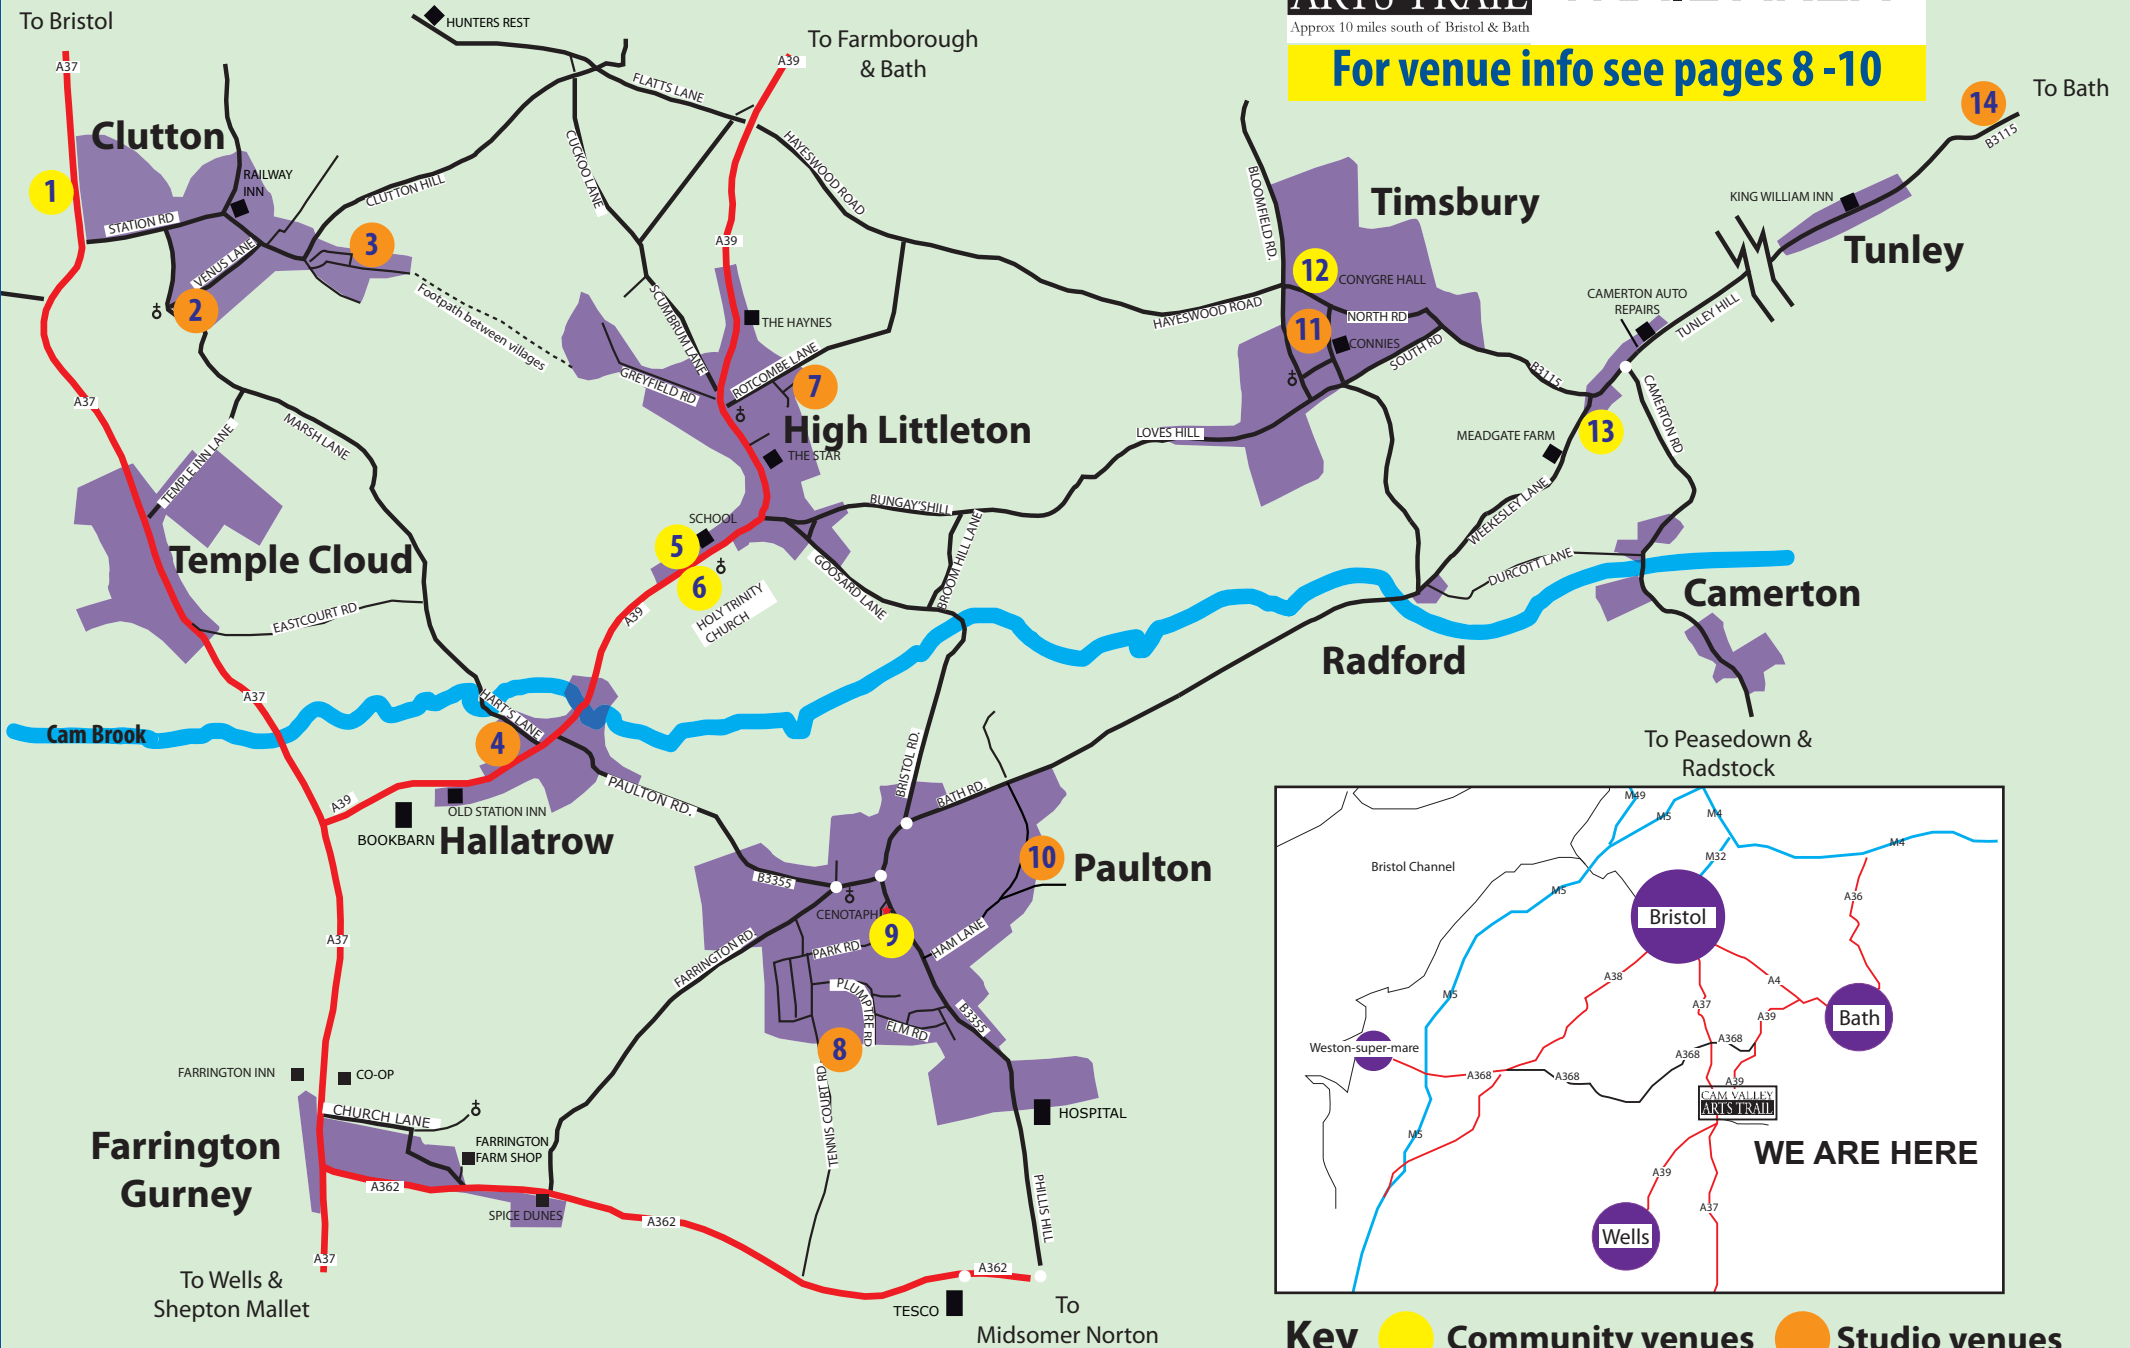 To Bristol
HUNTERS REST
To Farmborough
& Bath
A37
A39
FLATTS LANE
ARTS TRAIL
Approx 10 miles south of Bristol & Bath
For venue info see pages 8 -10
14
To Bath
B3115
Clutton
1
RAILWAY
INN
STATION RD
VENUS LANE
CLUTTON HILL
CUCKOO LANE
HAYESWOOD ROAD
3
2
Footpath between villages
A39
SCUMBRUM LANE
THE HAYNES
GREYFIELD RD
ROTCOMBE LANE
7
High Littleton
THE STAR
BLOOMFIELD RD.
Timsbury
12
CONYGRE HALL
HAYESWOOD ROAD
NORTH RD
11
CONNIES
SOUTH RD
LOVES HILL
KING WILLIAM INN
Tunley
CAMERTON AUTO
REPAIRS
TUNLEY HILL
B3115
CAMERTON RD
13
MEADGATE FARM
WEEKESLEY LANE
DURCOTT LANE
Camerton
Radford
To Peasedown &
Radstock
A37
MARSH LANE
TEMPLE INN LANE
Temple Cloud
EASTCOURT RD
A37
Cam Brook
SCHOOL
5
6
HOLY TRINITY
CHURCH
A39
BUNGAY'S HILL
GOOSARD LANE
BROOM HILL LANE
HART'S LANE
4
A39
OLD STATION INN
BOOKBARN
Hallatrow
PAULTON RD.
BRISTOL RD.
BATH RD.
10
Paulton
B3355
CENOTAPH
9
HAM LANE
PARK RD
FARRINGTON RD.
PLUMPTRE RD
ELM RD
B3355
8
TENNIS COURT RD
HOSPITAL
PHILLIS HILL
A37
FARRINGTON INN
CO-OP
CHURCH LANE
Farrington
Gurney
FARRINGTON
FARM SHOP
A362
SPICE DUNES
A362
A362
A37
To Wells &
Shepton Mallet
TESCO
To
Midsomer Norton
M49
M5
M4
M4
M32
Bristol Channel
M5
Bristol
A36
A38
A4
M5
A37
A39
Bath
Weston-super-mare
A368
A368
A368
A368
A39
CAM VALLEY
ARTS TRAIL
M5
WE ARE HERE
A39
A37
Wells
Key
Community venues
Studio venues